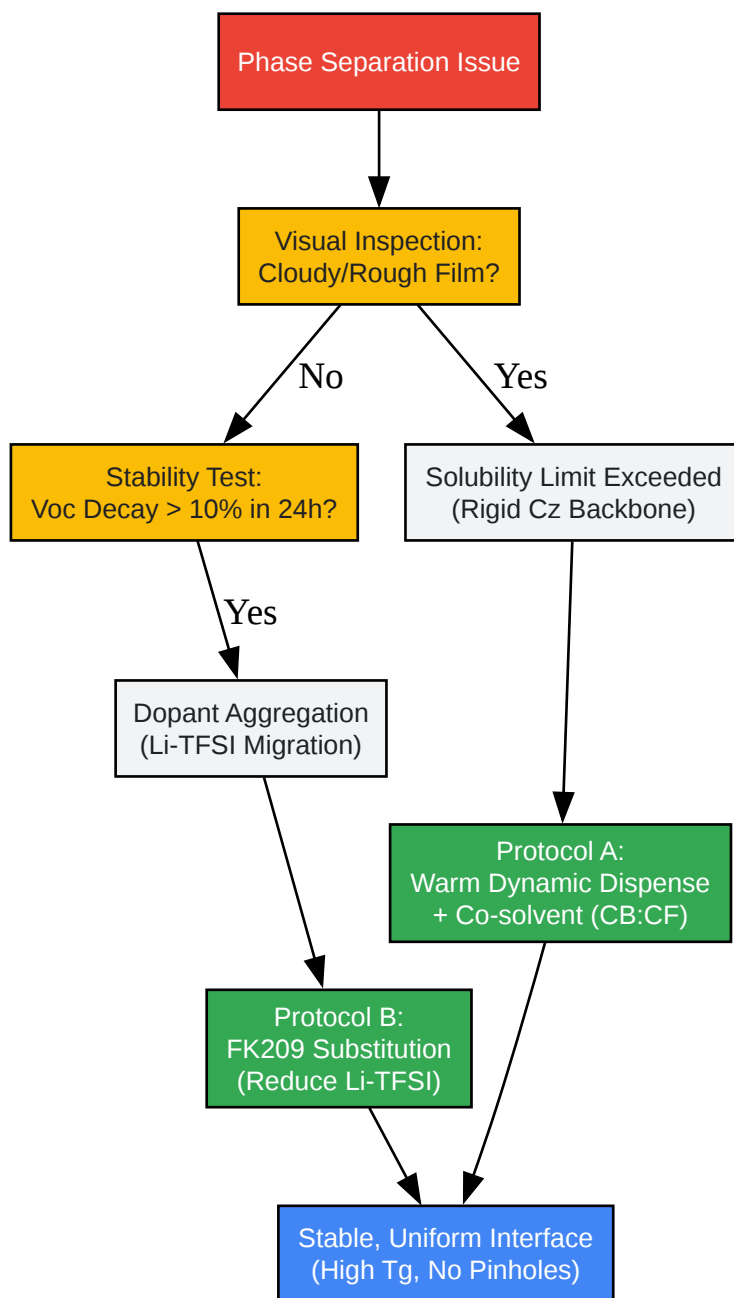 Phase Separation Issue
Visual Inspection:
Cloudy/Rough Film?
No
Yes
Stability Test:
Voc Decay > 10% in 24h?
Solubility Limit Exceeded
(Rigid Cz Backbone)
Yes
Dopant Aggregation
(Li-TFSI Migration)
Protocol A:
Warm Dynamic Dispense
+ Co-solvent (CB:CF)
Protocol B:
FK209 Substitution
(Reduce Li-TFSI)
Stable, Uniform Interface
(High Tg, No Pinholes)